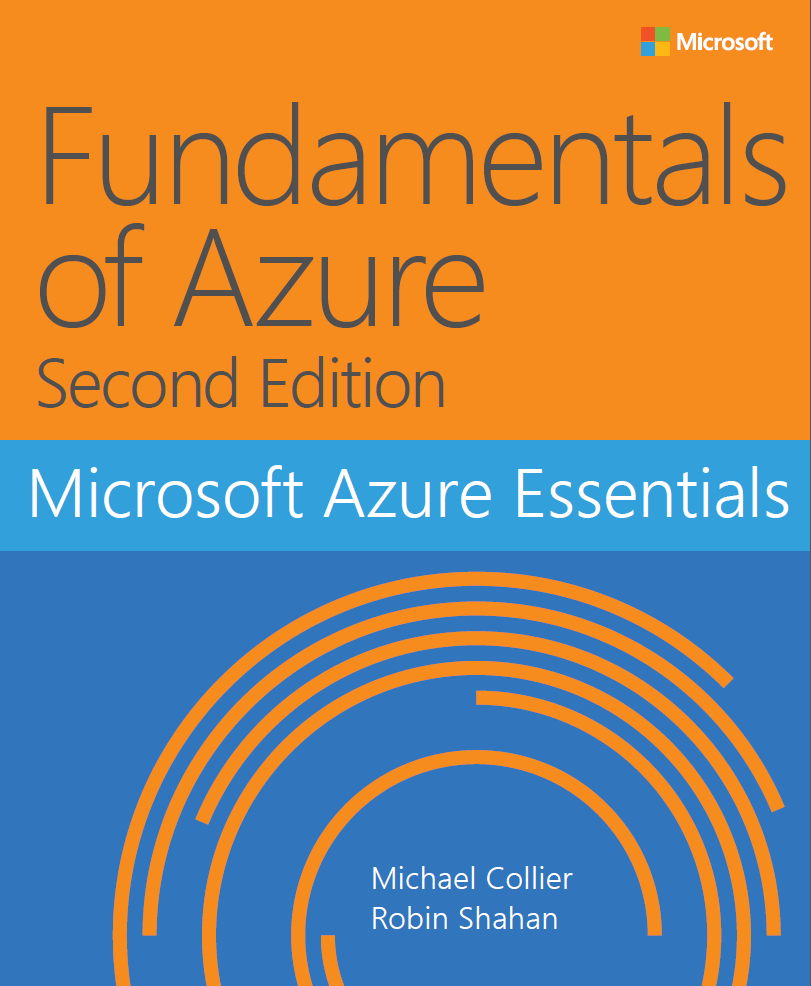 Microsoft
Fundamentals
of Azure
Second Edition
Microsoft Azure Essentials
Michael Collier
Robin Shahan